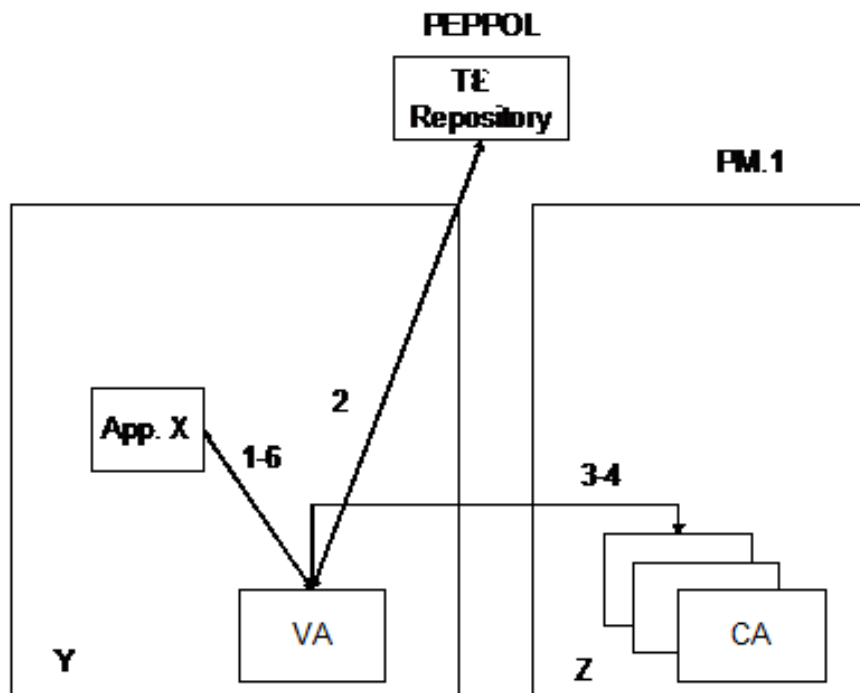 PEPPOL
TE
Repository
PM.1
App. X
2
1-6
3-4
VA
CA
Y
Z